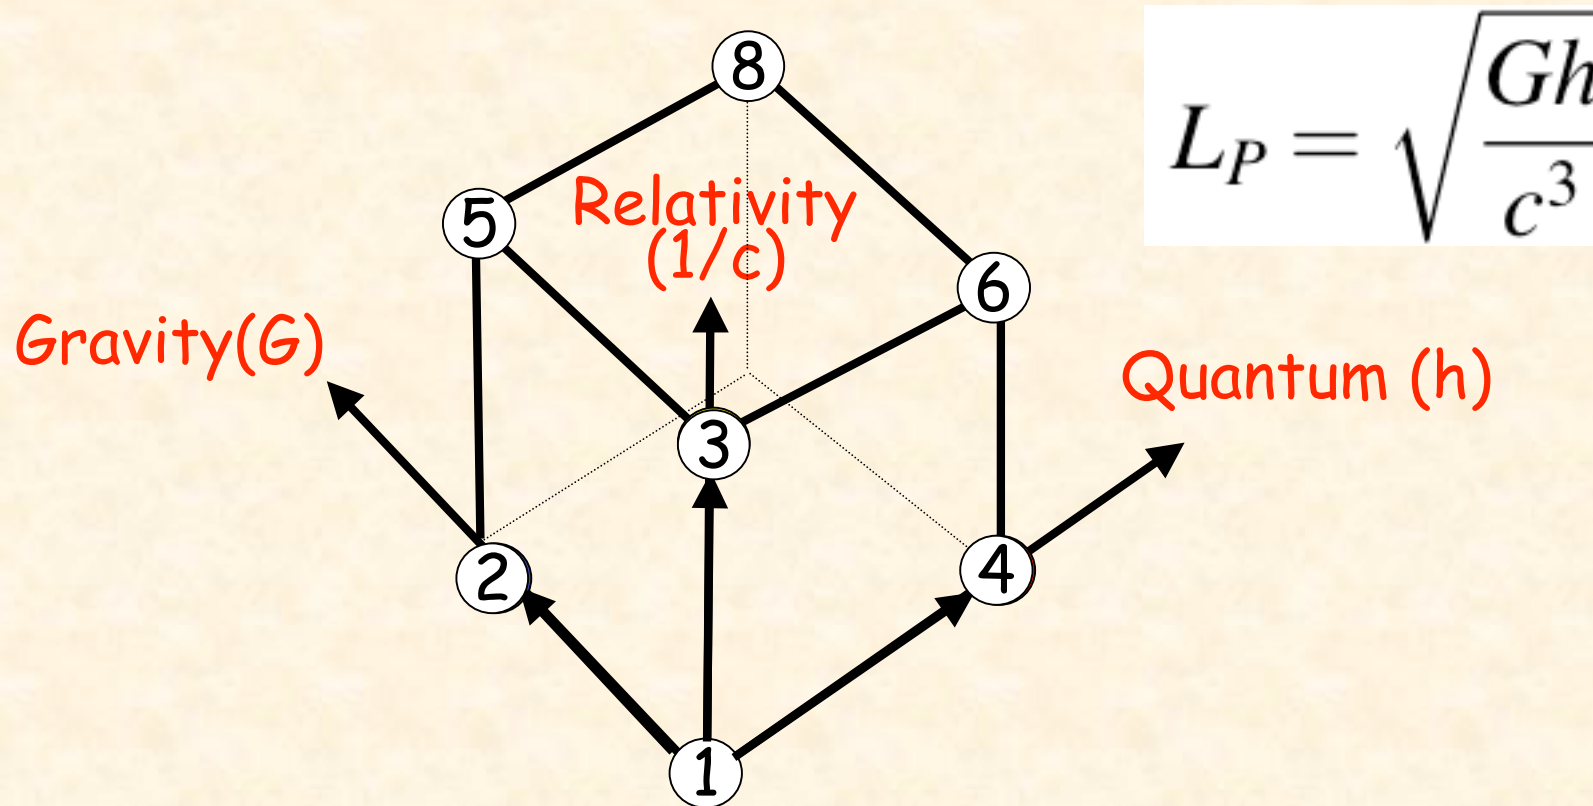 8
L_P = √(Gh/c³)
Relativity
(1/c)
5
6
Gravity(G)
Quantum (h)
3
2
4
1